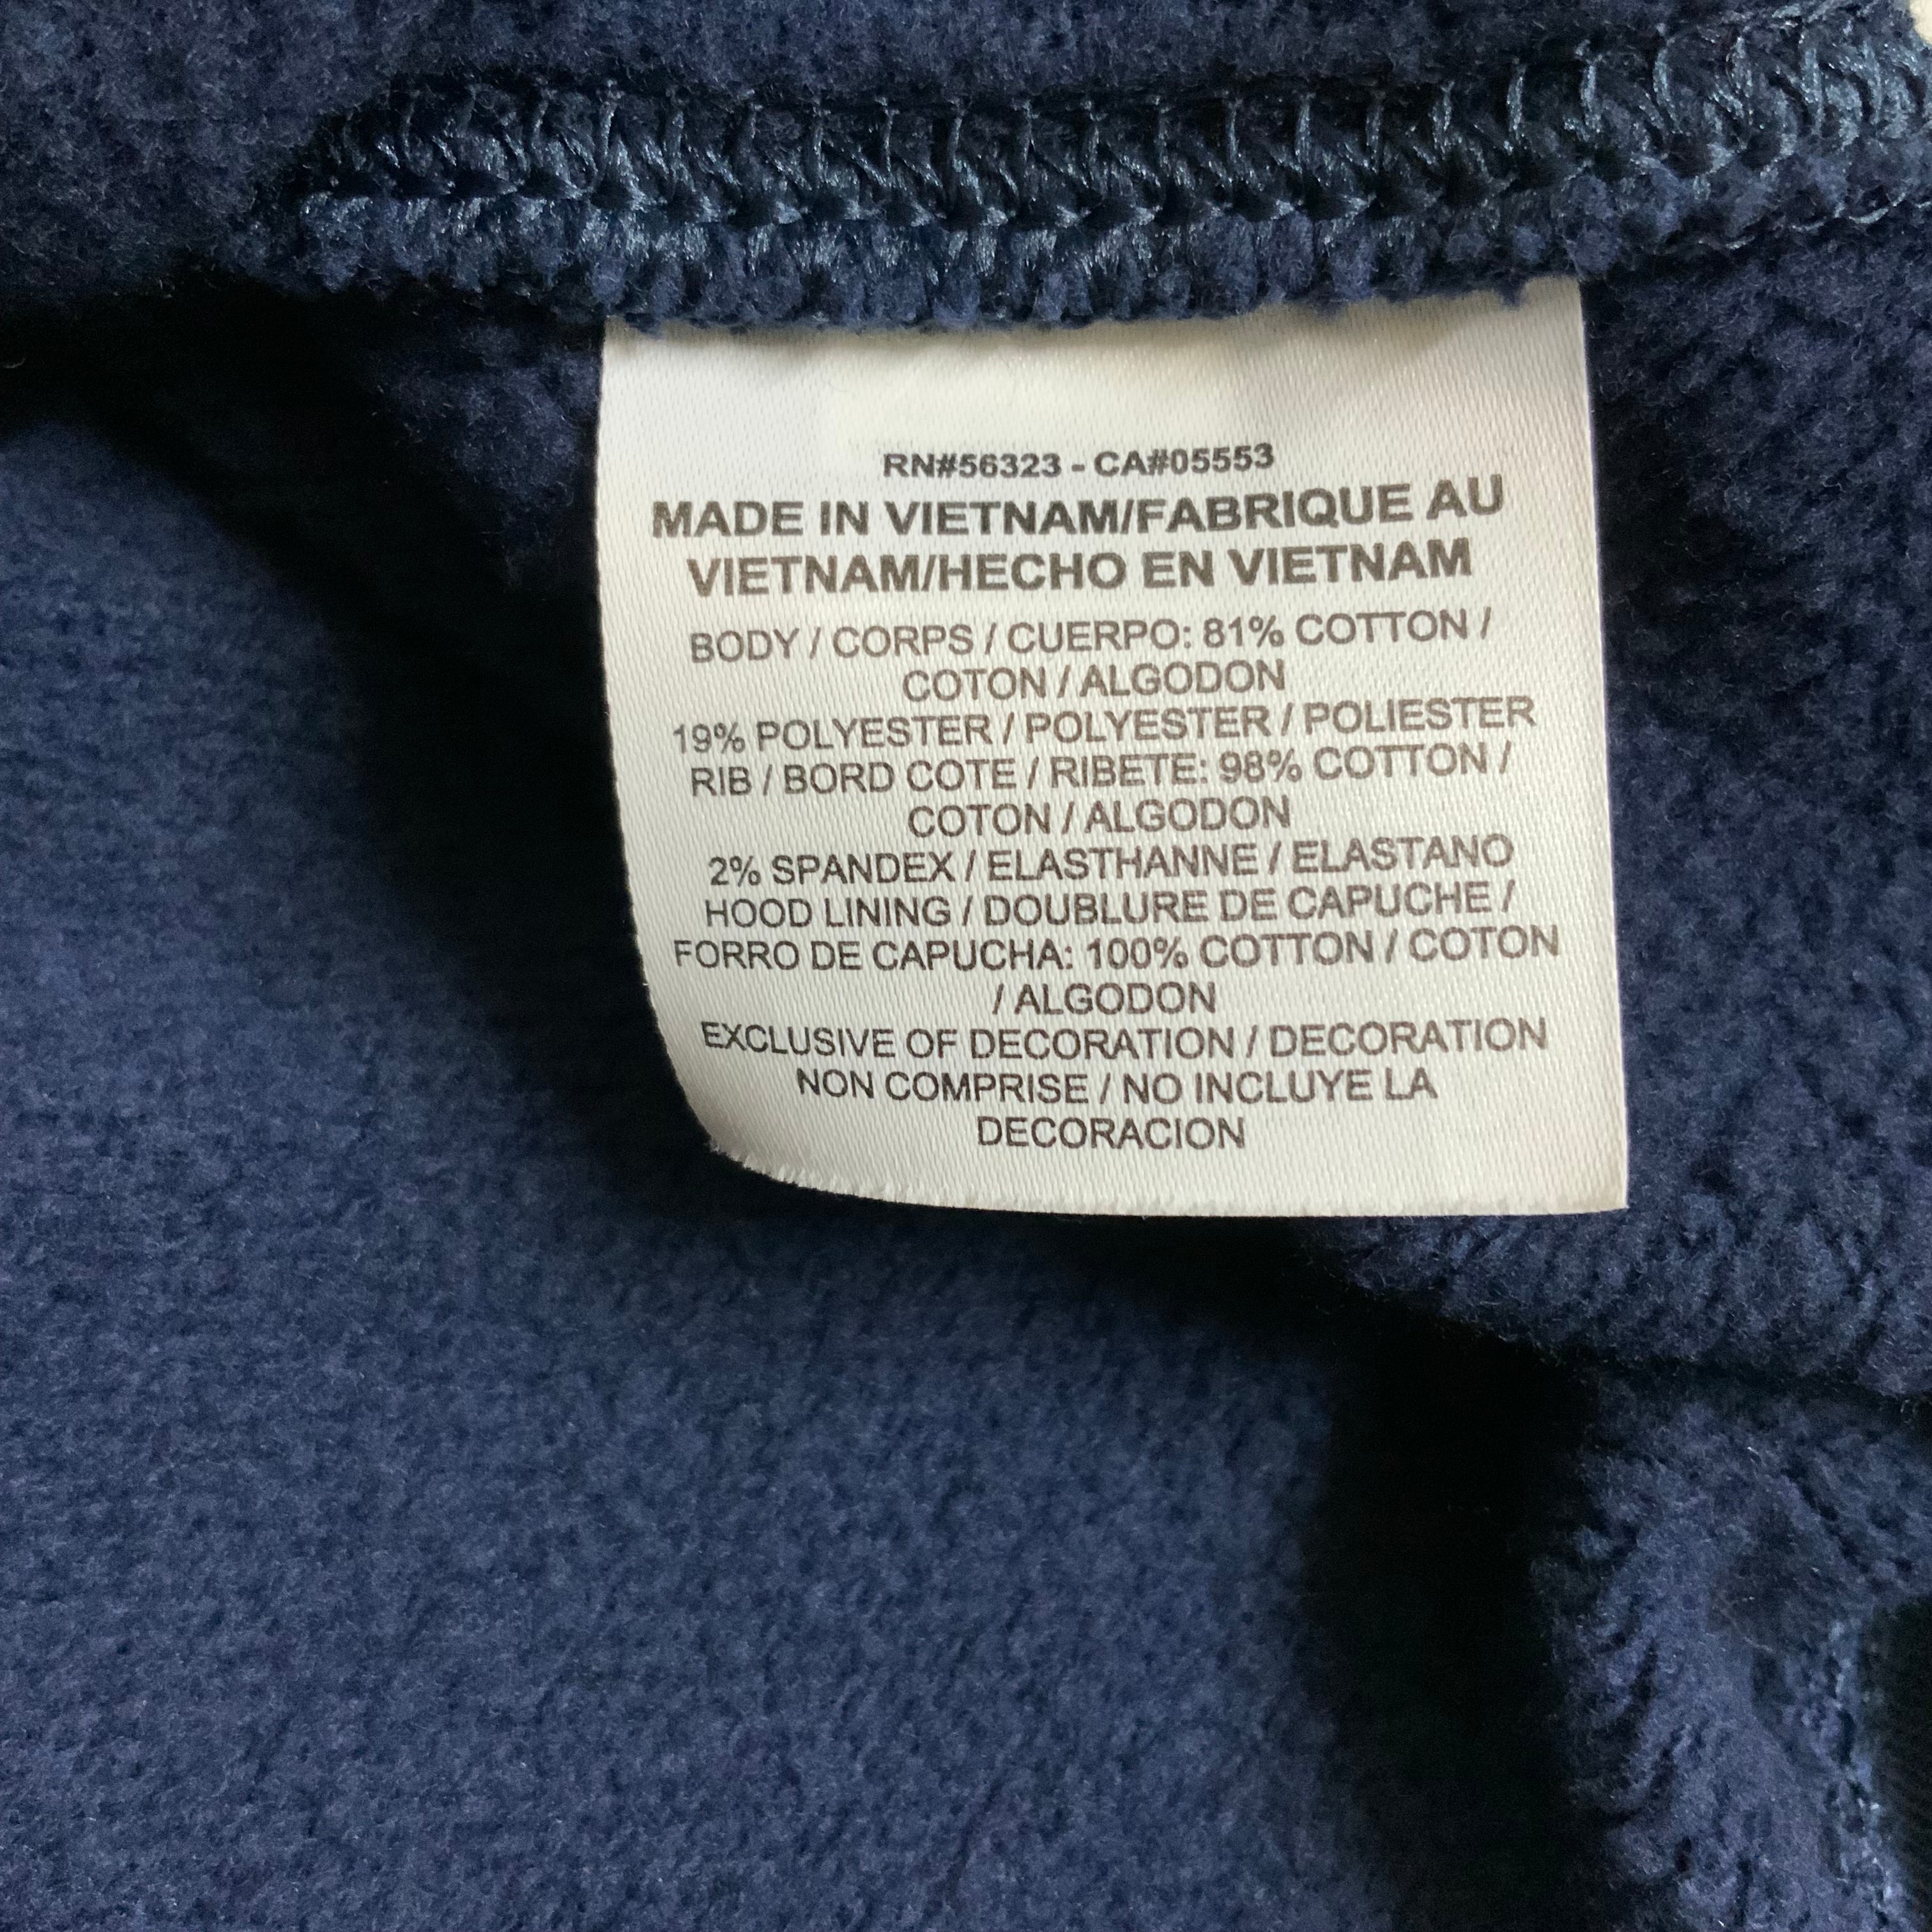 RN#56323 - CA#05553
MADE IN VIETNAM/FABRIQUE AU
VIETNAM/HECHO EN VIETNAM
BODY / CORPS / CUERPO: 81% COTTON /
COTON / ALGODON
19% POLYESTER / POLYESTER / POLIESTER
RIB / BORD COTE / RIBETE: 98% COTTON /
COTON / ALGODON
2% SPANDEX / ELASTHANNE / ELASTANO
HOOD LINING / DOUBLURE DE CAPUCHE /
FORRO DE CAPUCHA: 100% COTTON / COTON
/ ALGODON
EXCLUSIVE OF DECORATION / DECORATION
NON COMPRISE / NO INCLUYE LA
DECORACION